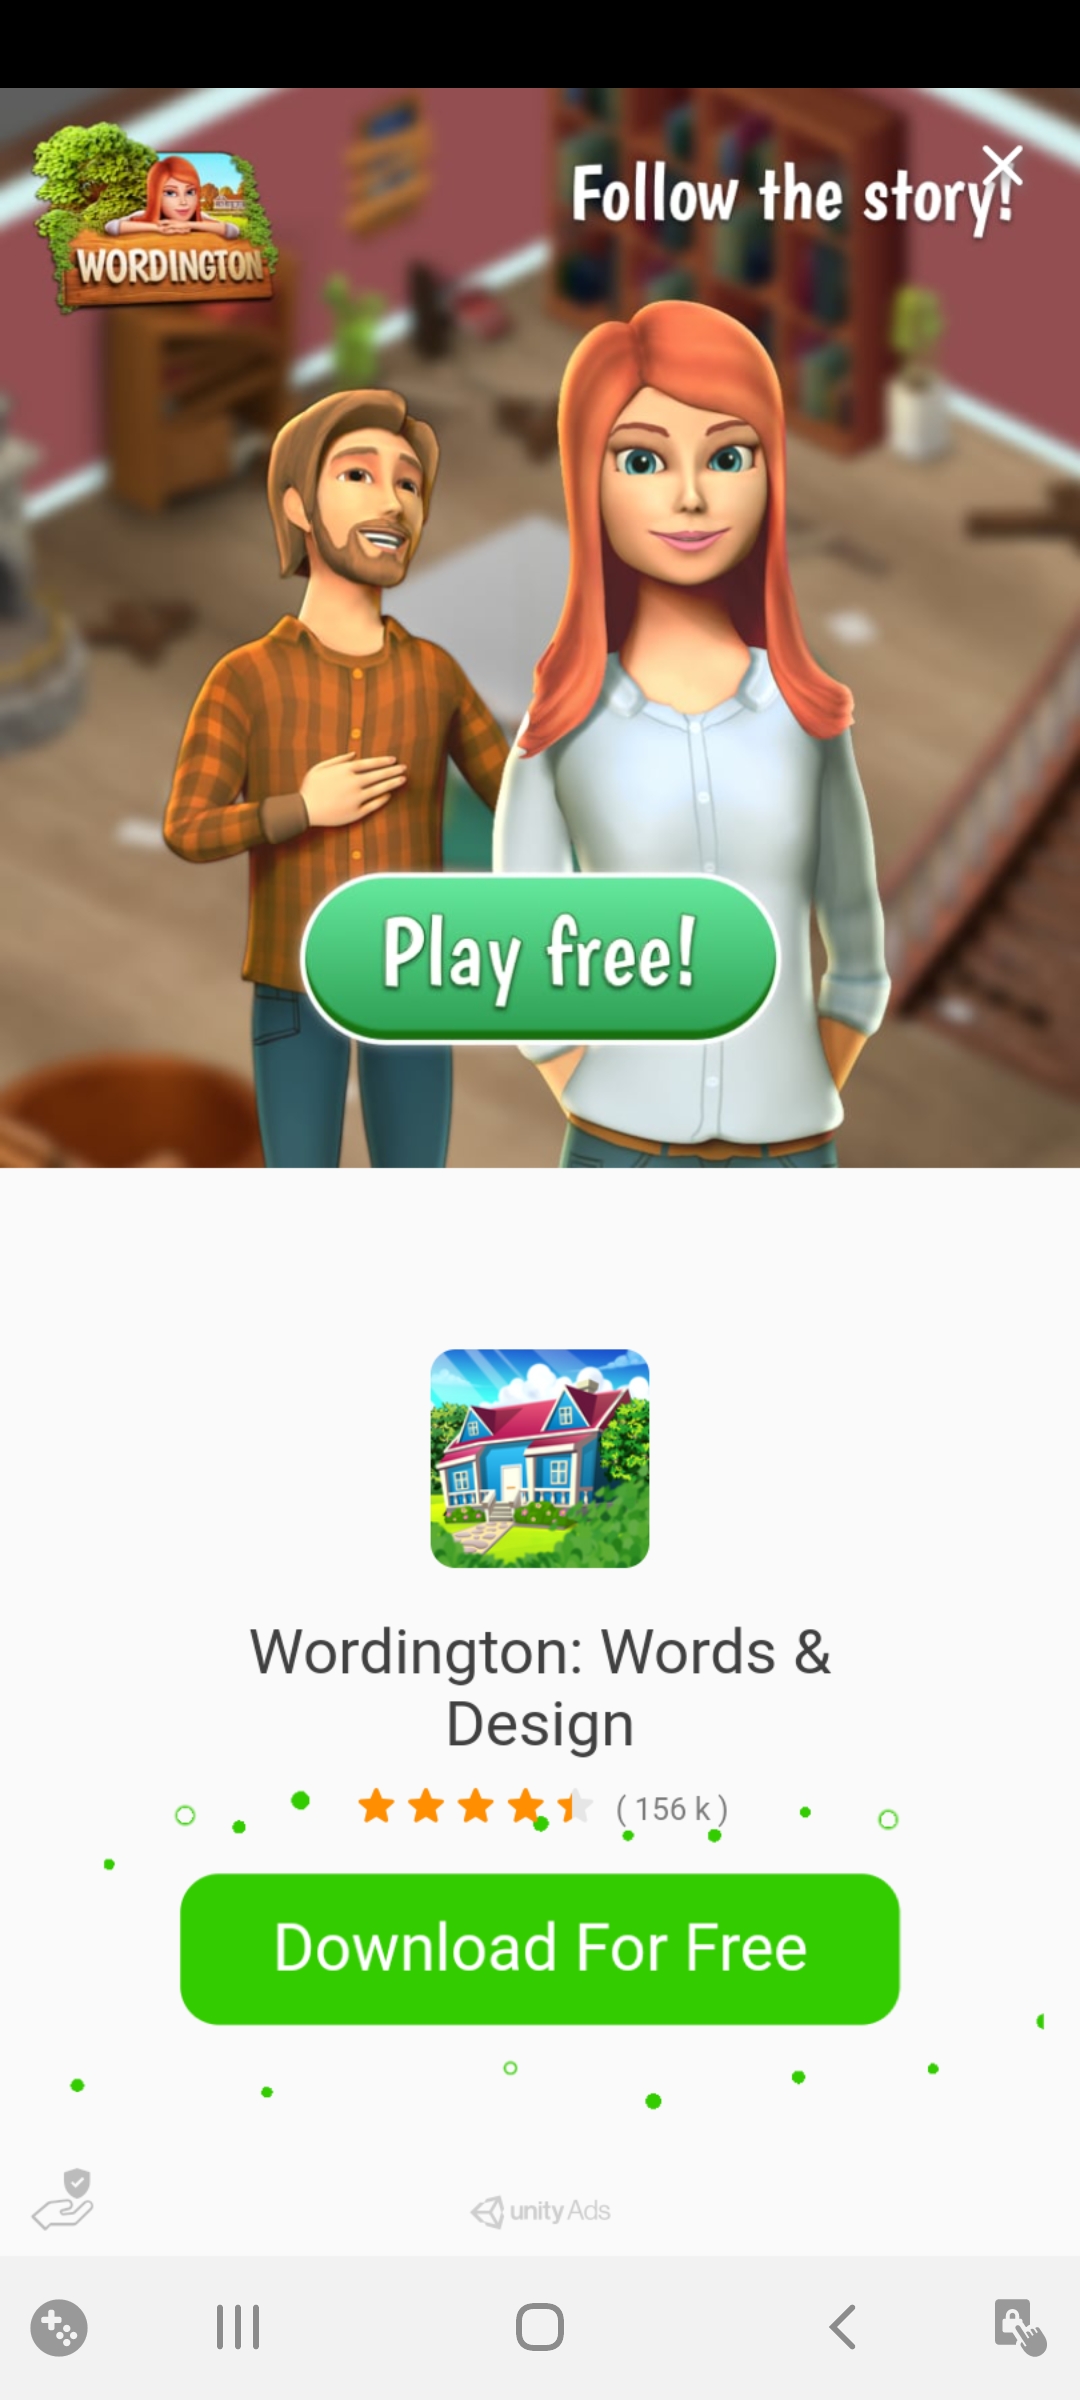 WORDINGTON
Follow the story!
Play free!
Wordington: Words &
Design
( 156 k )
Download For Free
unity Ads